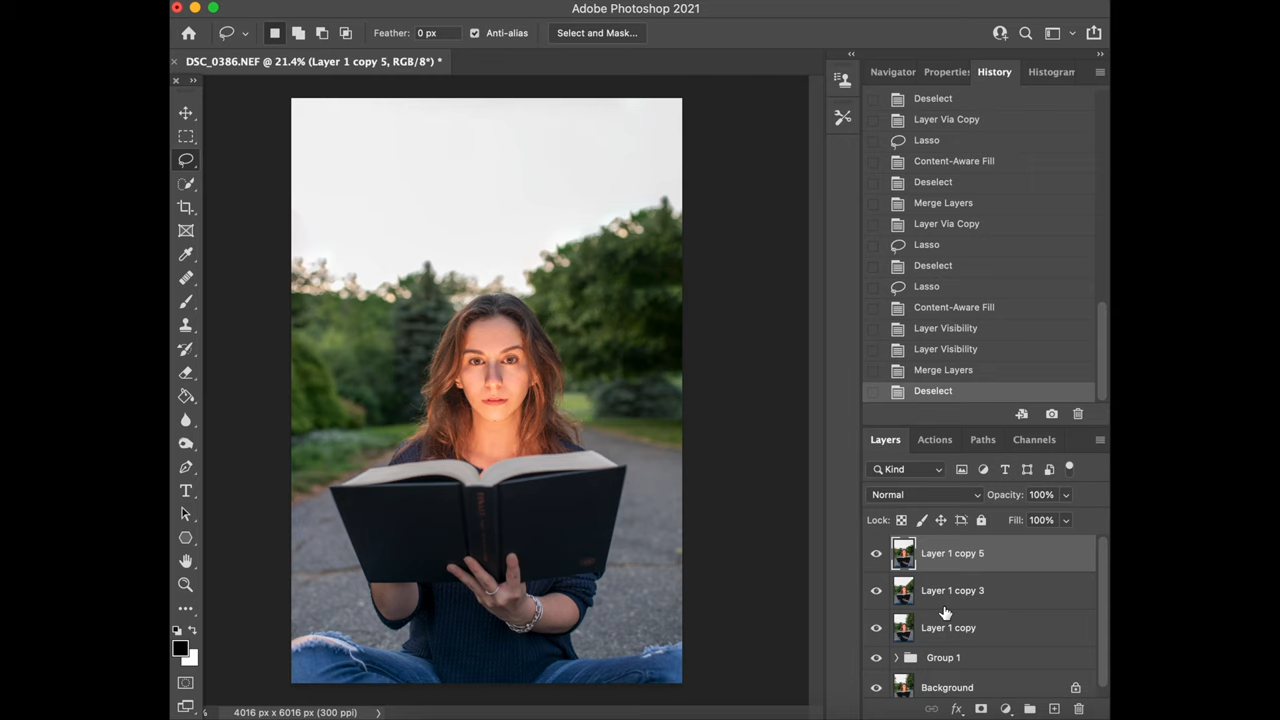 Adobe Photoshop 2021
Feather: 0 px
Anti-alias
Select and Mask...
DSC_0386.NEF @ 21.4% (Layer 1 copy 5, RGB/8*) *
Navigator
Properties
History
Histogram
Deselect
Layer Via Copy
Lasso
Content-Aware Fill
Deselect
Merge Layers
Layer Via Copy
Lasso
Deselect
Lasso
Content-Aware Fill
Layer Visibility
Layer Visibility
Merge Layers
Deselect
Layers
Actions
Paths
Channels
Kind
Normal
Opacity: 100%
Lock:
Fill: 100%
Layer 1 copy 5
Layer 1 copy 3
Layer 1 copy
Group 1
Background
% 4016 px x 6016 px (300 ppi)
fx